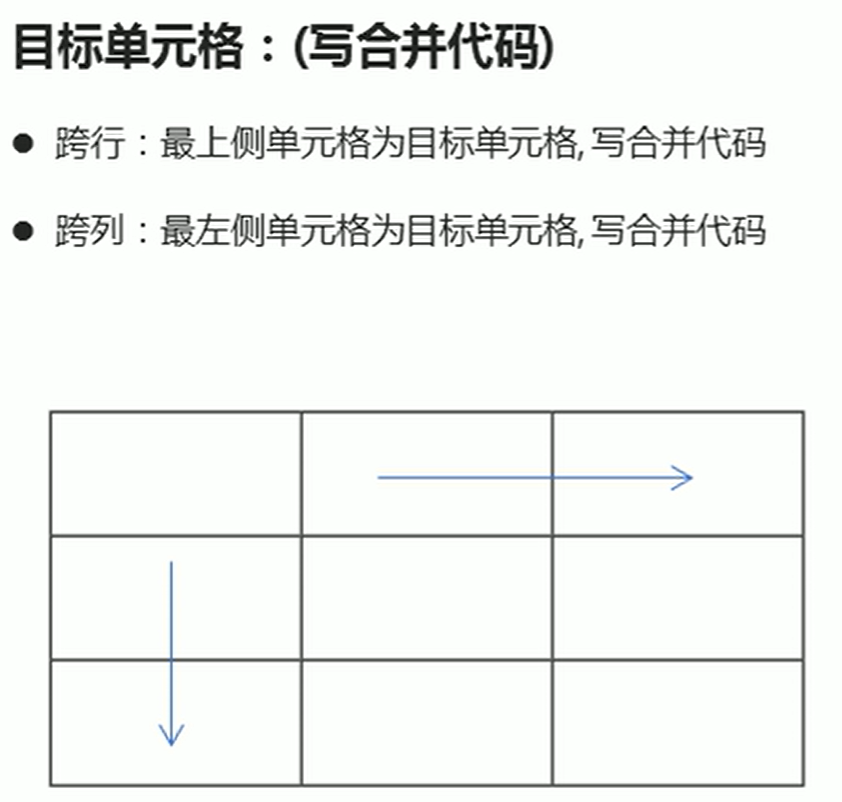 目标单元格：(写合并代码)
● 跨行：最上侧单元格为目标单元格, 写合并代码
● 跨列：最左侧单元格为目标单元格, 写合并代码